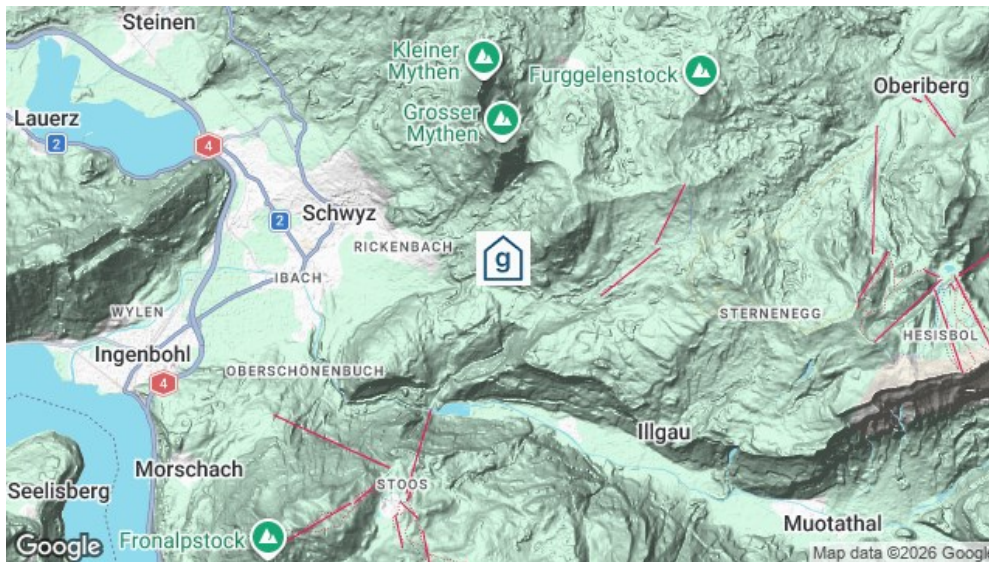 Steinen
Kleiner
Mythen
Furggelenstock
Oberiberg
Grosser
Mythen
Lauerz
2
4
2
Schwyz
RICKENBACH
g
IBACH
WYLEN
STERNENEGG
HESISBOL
Ingenbohl
4
OBERSCHÖNENBUCH
Illgau
Morschach
STOOS
Seelisberg
Muotathal
Fronalpstock
Google
Map data ©2026 Google